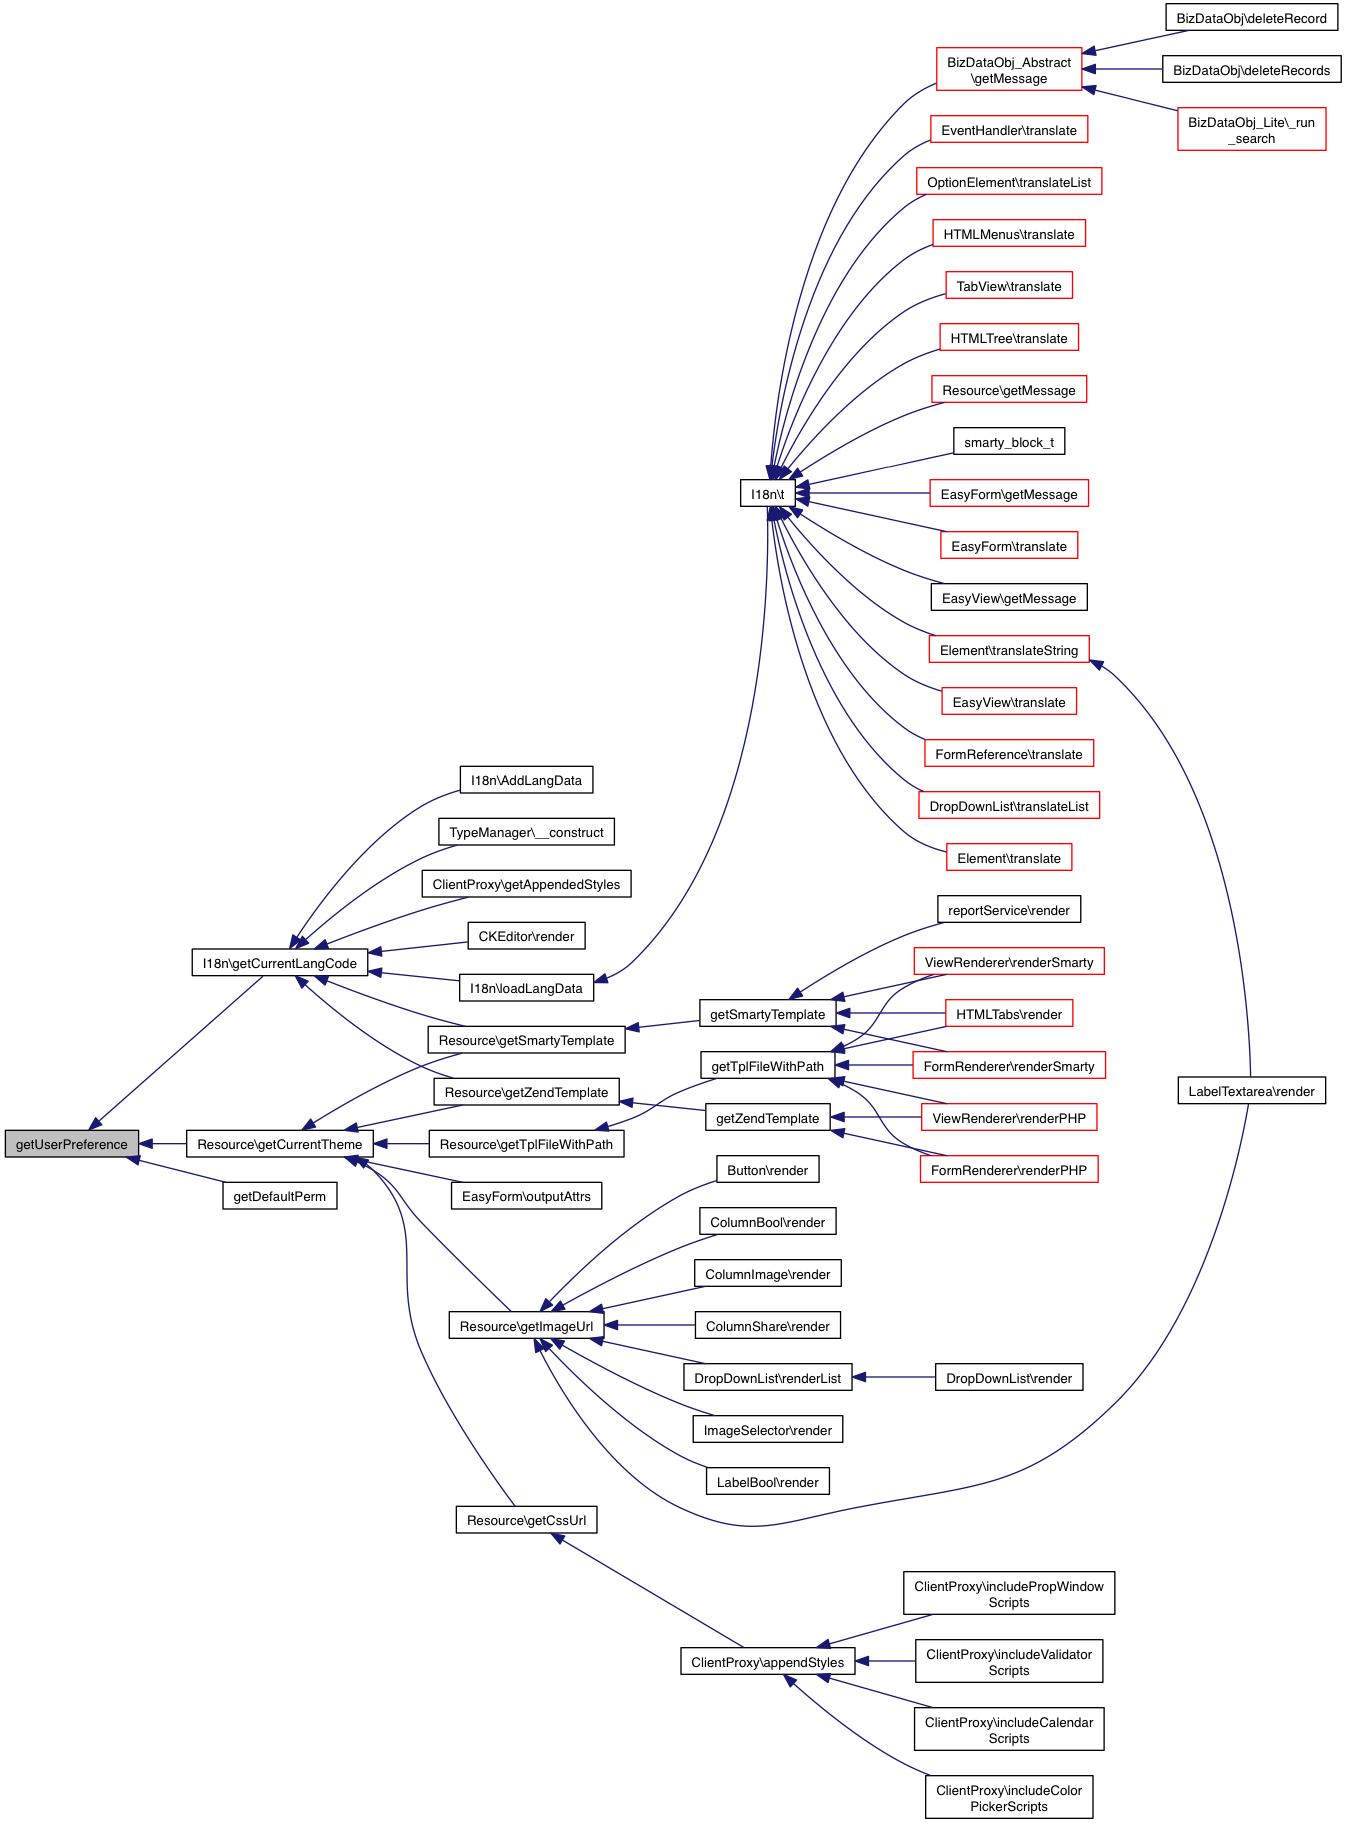 BizDataObj\deleteRecord
BizDataObj_Abstract
\getMessage
BizDataObj\deleteRecords
BizDataObj_Lite\_run
_search
EventHandler\translate
OptionElement\translateList
HTMLMenus\translate
TabView\translate
HTMLTree\translate
Resource\getMessage
smarty_block_t
I18n\t
EasyForm\getMessage
EasyForm\translate
EasyView\getMessage
Element\translateString
EasyView\translate
FormReference\translate
DropDownList\translateList
Element\translate
I18n\AddLangData
TypeManager\__construct
ClientProxy\getAppendedStyles
reportService\render
CKEditor\render
I18n\getCurrentLangCode
ViewRenderer\renderSmarty
I18n\loadLangData
getSmartyTemplate
HTMLTabs\render
Resource\getSmartyTemplate
getTplFileWithPath
FormRenderer\renderSmarty
Resource\getZendTemplate
LabelTextarea\render
getZendTemplate
ViewRenderer\renderPHP
getUserPreference
Resource\getCurrentTheme
Resource\getTplFileWithPath
Button\render
FormRenderer\renderPHP
getDefaultPerm
EasyForm\outputAttrs
ColumnBool\render
ColumnImage\render
Resource\getImageUrl
ColumnShare\render
DropDownList\renderList
DropDownList\render
ImageSelector\render
LabelBool\render
Resource\getCssUrl
ClientProxy\includePropWindow
Scripts
ClientProxy\appendStyles
ClientProxy\includeValidator
Scripts
ClientProxy\includeCalendar
Scripts
ClientProxy\includeColor
PickerScripts